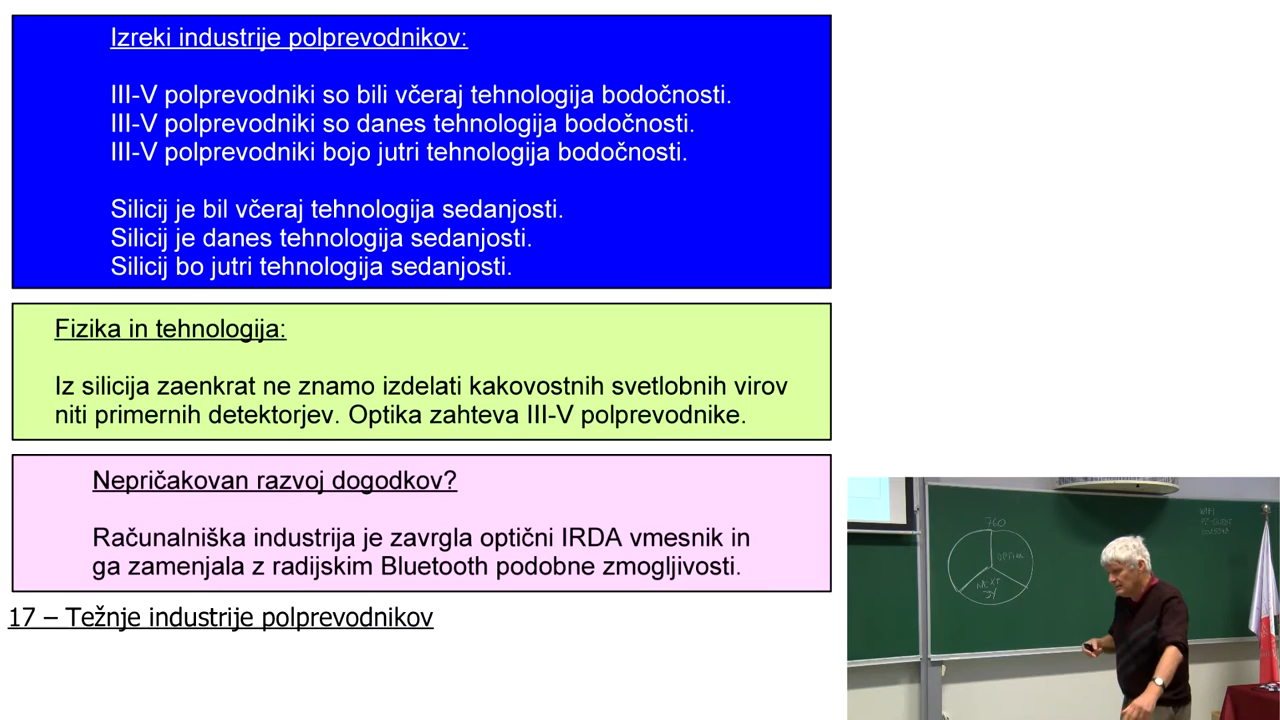 Izreki industrije polprevodnikov:
III-V polprevodniki so bili včeraj tehnologija bodočnosti.
III-V polprevodniki so danes tehnologija bodočnosti.
III-V polprevodniki bojo jutri tehnologija bodočnosti.
Silicij je bil včeraj tehnologija sedanjosti.
Silicij je danes tehnologija sedanjosti.
Silicij bo jutri tehnologija sedanjosti.
Fizika in tehnologija:
Iz silicija zaenkrat ne znamo izdelati kakovostnih svetlobnih virov
niti primernih detektorjev. Optika zahteva III-V polprevodnike.
Nepričakovan razvoj dogodkov?
Računalniška industrija je zavrgla optični IRDA vmesnik in
ga zamenjala z radijskim Bluetooth podobne zmogljivosti.
17 – Težnje industrije polprevodnikov